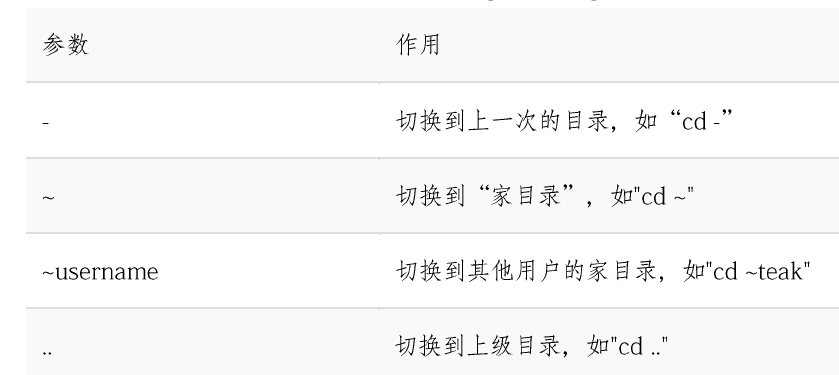 参数 作用
- 切换到上一次的目录，如“cd -”
~ 切换到“家目录”，如"cd ~"
~username 切换到其他用户的家目录，如"cd ~teak"
.. 切换到上级目录，如"cd .."